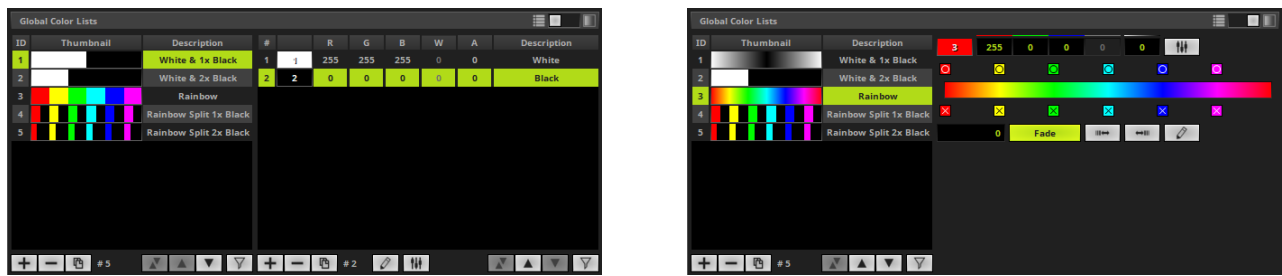 Global Color Lists
ID Thumbnail Description # R G B W A Description
1 White & 1x Black 1 1 255 255 255 0 0 White
2 White & 2x Black 2 2 0 0 0 0 0 Black
3 Rainbow
4 Rainbow Split 1x Black
5 Rainbow Split 2x Black
#5 #2
Global Color Lists
ID Thumbnail Description 3 255 0 0 0 0
1 White & 1x Black
2 White & 2x Black
3 Rainbow
4 Rainbow Split 1x Black
5 Rainbow Split 2x Black 0 Fade
#5